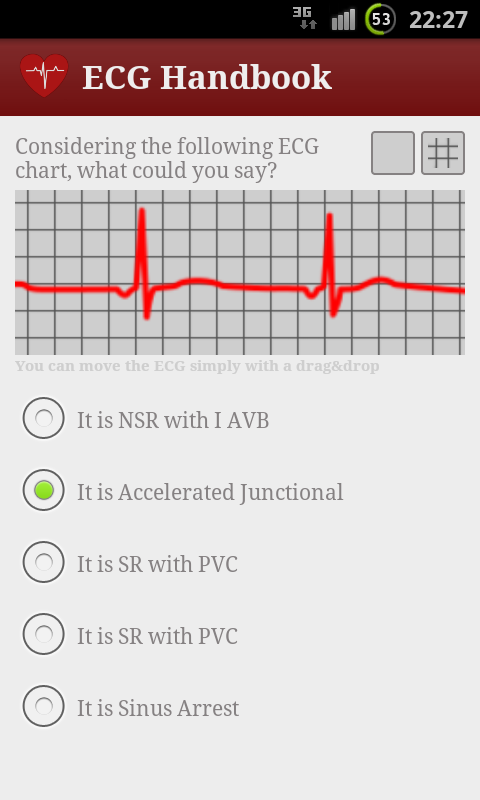 3G 53 22:27
ECG Handbook
Considering the following ECG
chart, what could you say?
You can move the ECG simply with a drag&drop
It is NSR with I AVB
It is Accelerated Junctional
It is SR with PVC
It is SR with PVC
It is Sinus Arrest